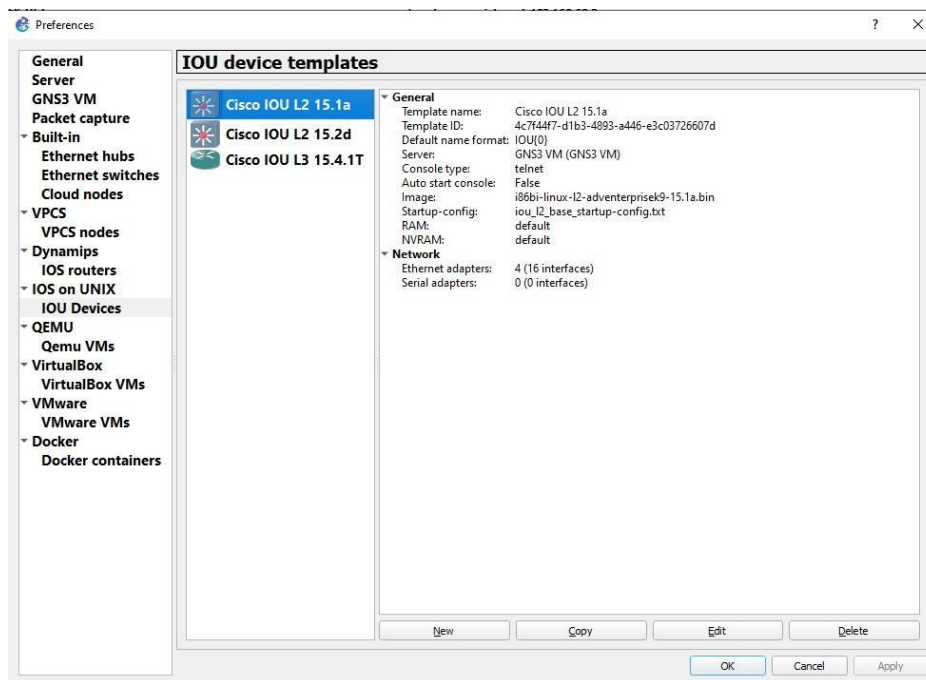 Preferences
? ×
General
Server
GNS3 VM
Packet capture
Built-in
Ethernet hubs
Ethernet switches
Cloud nodes
VPCS
VPCS nodes
Dynamips
IOS routers
IOS on UNIX
IOU Devices
QEMU
Qemu VMs
VirtualBox
VirtualBox VMs
VMware
VMware VMs
Docker
Docker containers
IOU device templates
Cisco IOU L2 15.1a
Cisco IOU L2 15.2d
Cisco IOU L3 15.4.1T
General
Template name: Cisco IOU L2 15.1a
Template ID: 4c7f44f7-d1b3-4893-a446-e3c03726607d
Default name format: IOU{0}
Server: GNS3 VM (GNS3 VM)
Console type: telnet
Auto start console: False
Image: i86bi-linux-l2-adventerprisek9-15.1a.bin
Startup-config: iou_l2_base_startup-config.txt
RAM: default
NVRAM: default
Network
Ethernet adapters: 4 (16 interfaces)
Serial adapters: 0 (0 interfaces)
New Copy Edit Delete
OK Cancel Apply